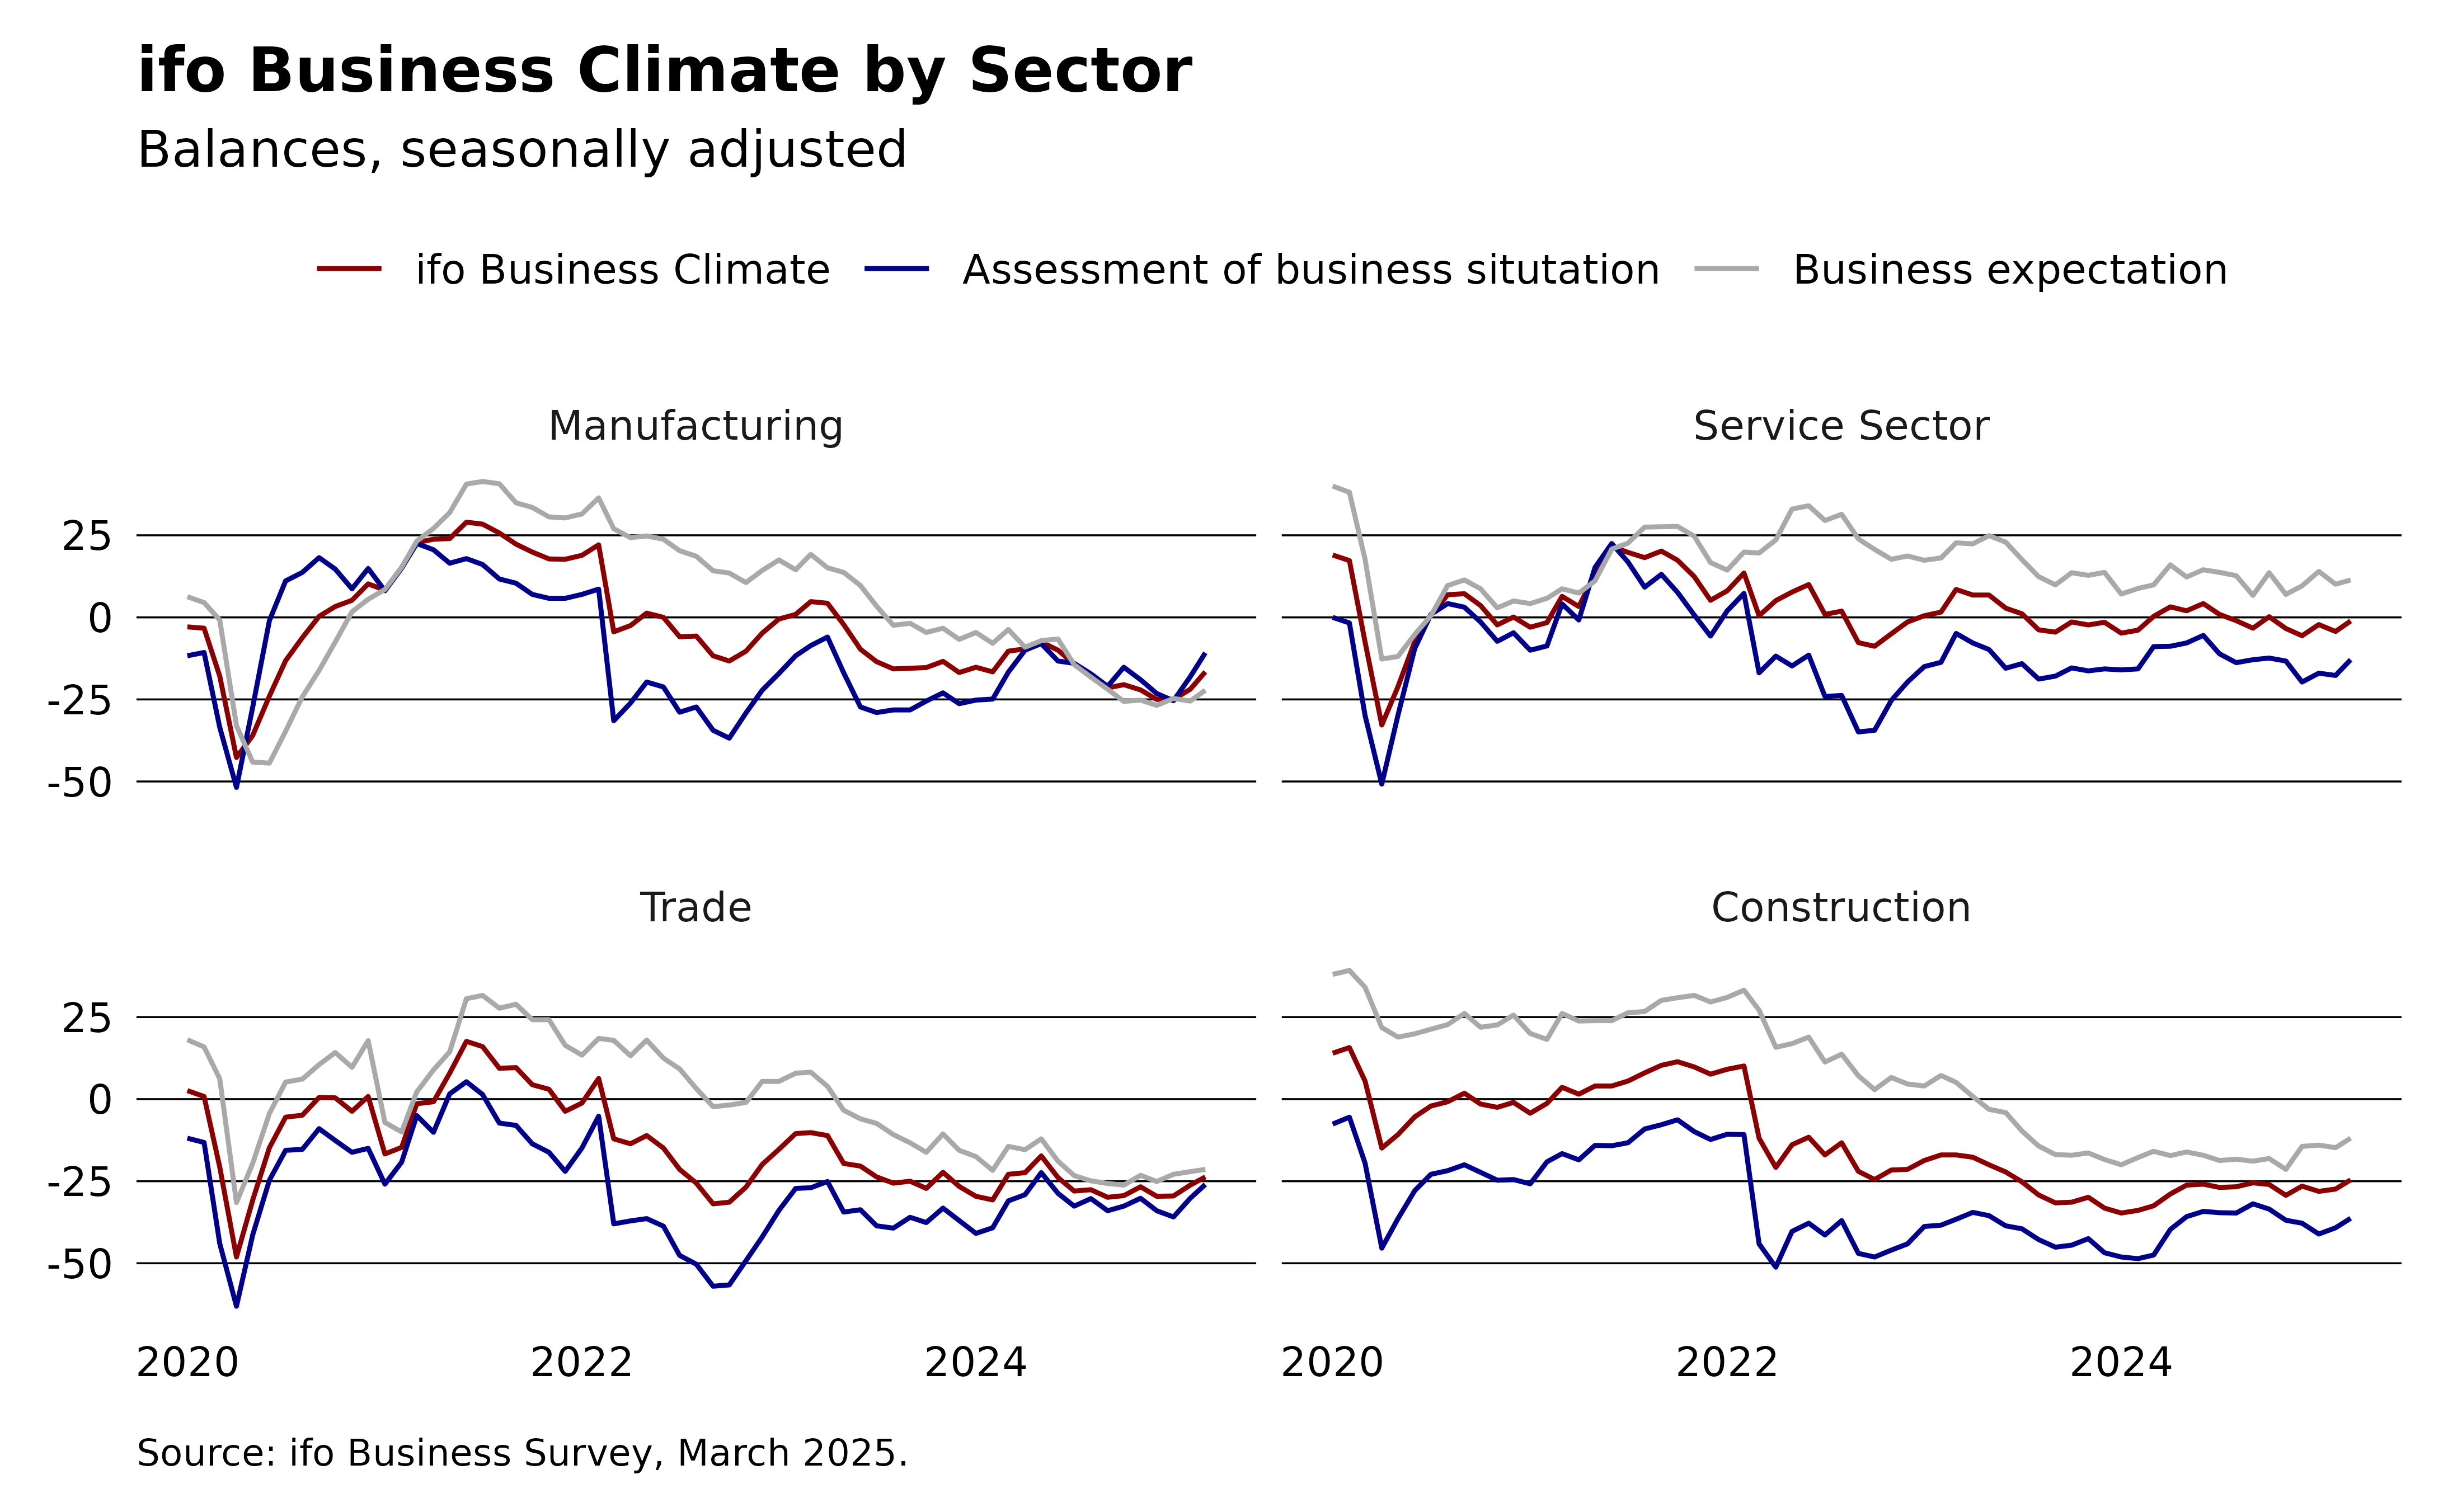 ifo Business Climate by Sector
Balances, seasonally adjusted
ifo Business Climate Assessment of business situtation Business expectation
Manufacturing Service Sector
25
0
-25
-50
Trade Construction
25
0
-25
-50
2020 2022 2024 2020 2022 2024
Source: ifo Business Survey, March 2025.